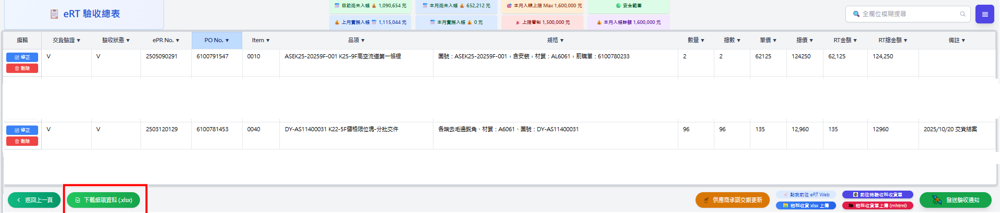 eRT 驗收總表
目前尚未入帳 1,090,654 元
本月尚未入帳 652,212 元
本月入帳上限 Max 1,600,000 元
安全範圍
上月實際入帳 1,115,044 元
本月實際入帳 0 元
上限管制 1,500,000 元
本月入帳餘額 1,600,000 元
全欄位模糊搜尋
編輯 交貨驗證 ▼ 驗收狀態 ▼ ePR No. ▼ PO No. ▼ Item ▼ 品項 ▼ 規格 ▼ 數量 ▼ 總數 ▼ 單價 ▼ 總價 ▼ RT金額 ▼ RT總金額 ▼ 備註 ▼
修正 V V 2505090291 6100791547 0010 ASEK25-20259F-001 K25-9F高空流道第一條線 圖號：ASEK25-20259F-001，含安裝，材質：AL6061，前購單：6100780233 2 2 62125 124250 62,125 124,250
刪除
修正 V V 2503120129 6100781453 0040 DY-AS11400031 K22-5F儲格限位塊-分批交件 各端去毛邊銳角、材質：A6061、圖號：DY-AS11400031 96 96 135 12,960 135 12960 2025/10/20 交貨結案
刪除
返回上一頁
下載細項資料 (.xlsx)
供應商承諾交期更新
點我前往 eRT Web
前往待驗收料收貨單
物料收貨 xlsx 上傳
物料收貨單上傳 (mhtml)
發送驗收通知